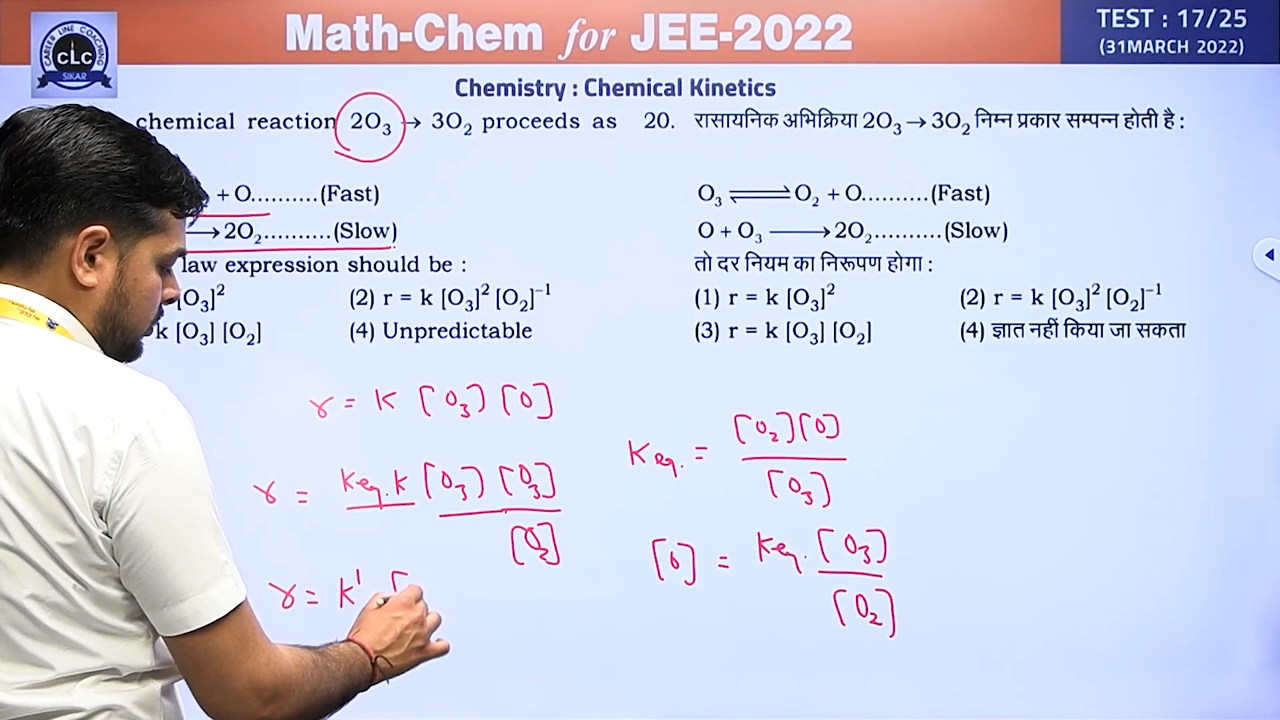 Math-Chem for JEE-2022
TEST : 17/25
(31MARCH 2022)
CAREER LINE COACHING
CLC
SIKAR
Chemistry : Chemical Kinetics
chemical reaction 2O₃ → 3O₂ proceeds as
+ O..........(Fast)
→ 2O₂..........(Slow)
law expression should be :
[O₃]²
(2) r = k [O₃]² [O₂]⁻¹
k [O₃] [O₂]
(4) Unpredictable
20. रासायनिक अभिक्रिया 2O₃ → 3O₂ निम्न प्रकार सम्पन्न होती है :
O₃ ⇌ O₂ + O..........(Fast)
O + O₃ ⟶ 2O₂..........(Slow)
तो दर नियम का निरूपण होगा :
(1) r = k [O₃]²
(2) r = k [O₃]² [O₂]⁻¹
(3) r = k [O₃] [O₂]
(4) ज्ञात नहीं किया जा सकता
r = K [O₃] [O]
r = Keq. K [O₃] [O₃]
[O₂]
r = K' [
Keq. = [O₂][O]
[O₃]
[O] = Keq. [O₃]
[O₂]